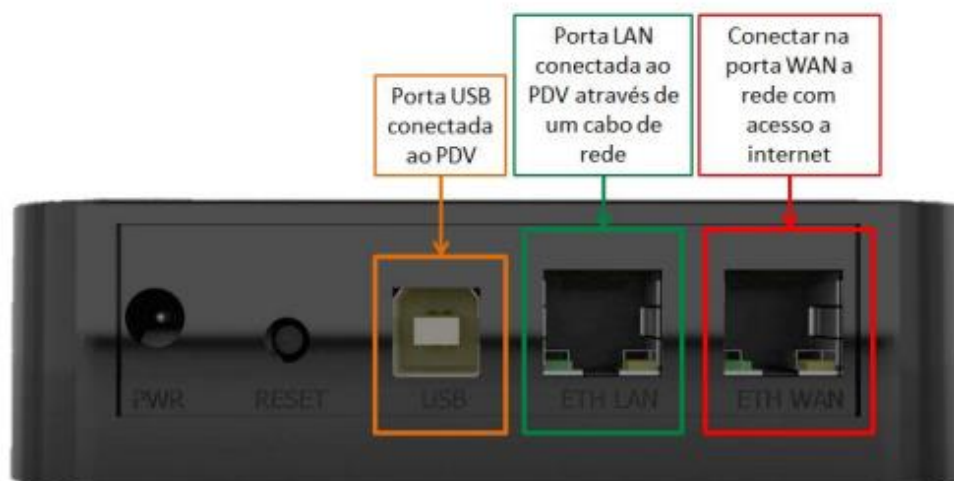 Porta USB
conectada
ao PDV
Porta LAN
conectada ao
PDV através de
um cabo de
rede
Conectar na
porta WAN a
rede com
acesso a
internet
PWR
RESET
USB
ETH LAN
ETH WAN